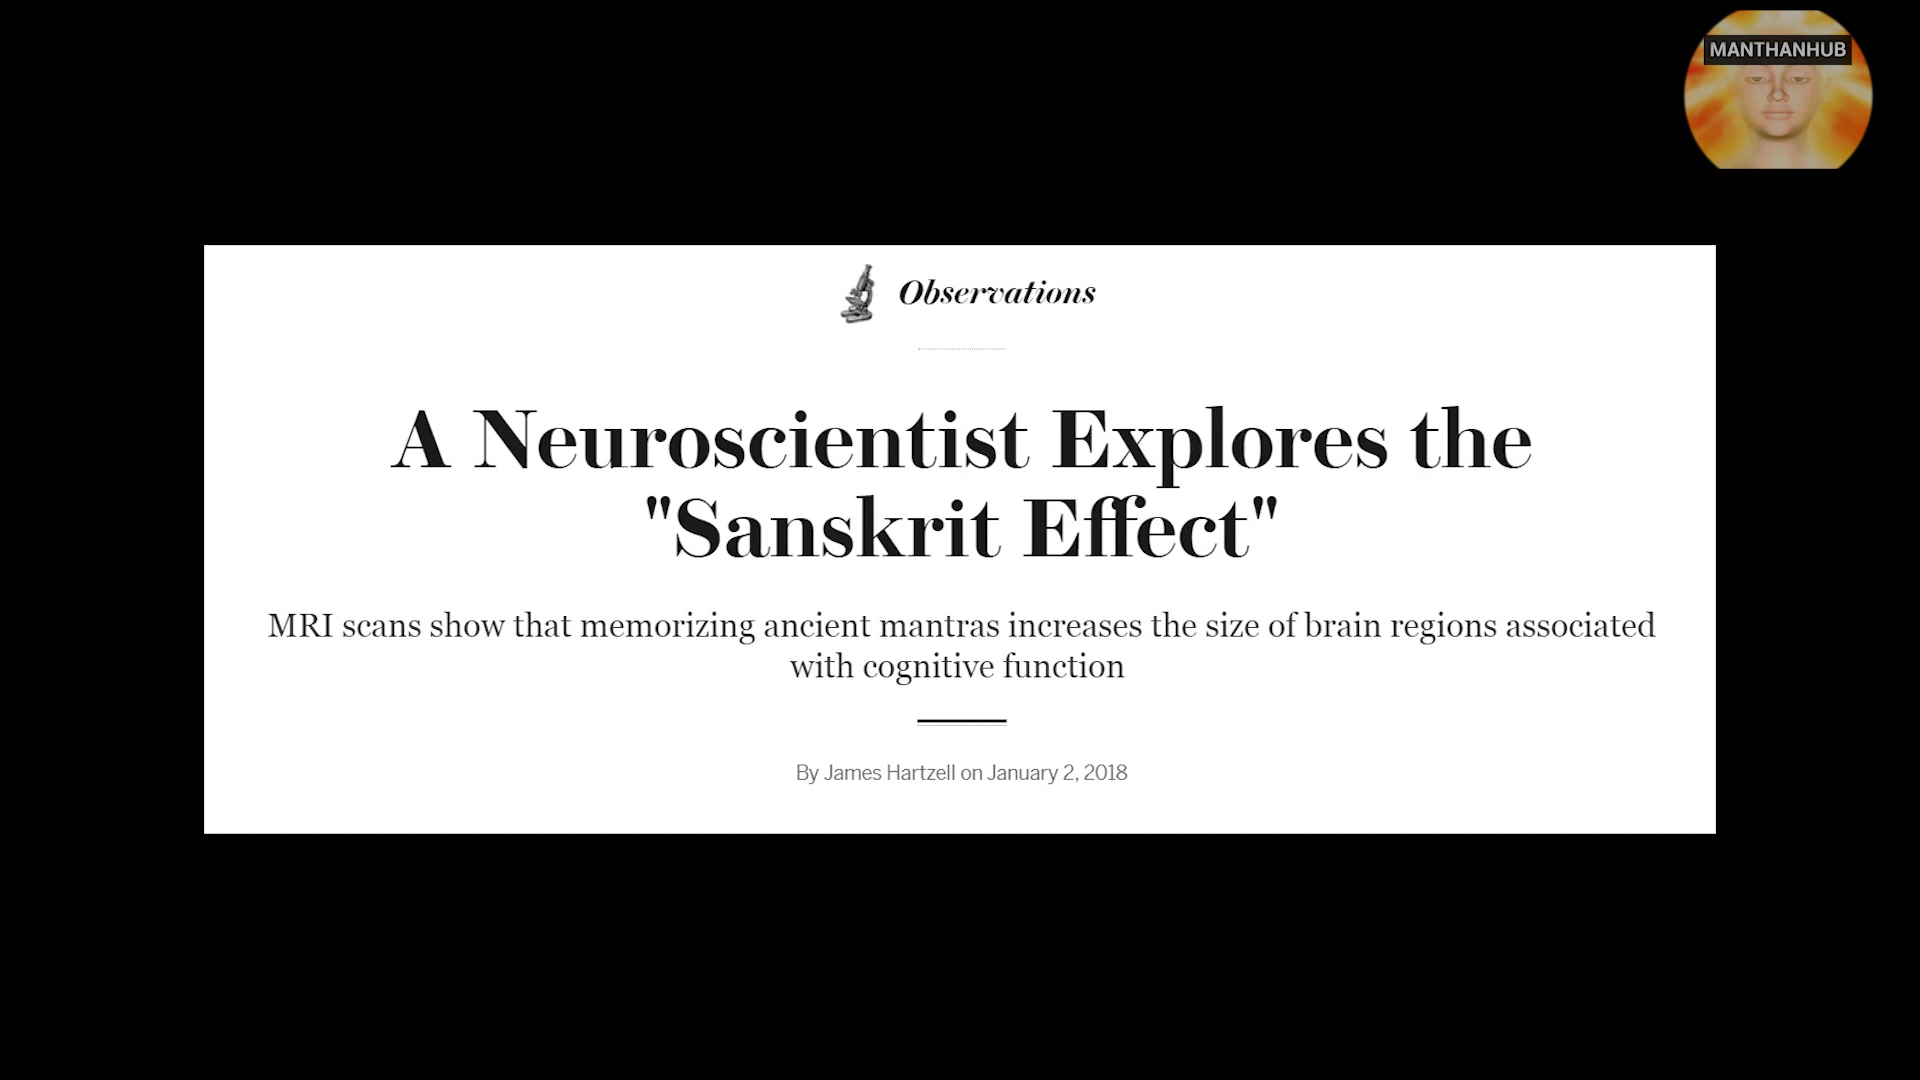 MANTHANHUB
Observations
A Neuroscientist Explores the
"Sanskrit Effect"
MRI scans show that memorizing ancient mantras increases the size of brain regions associated
with cognitive function
By James Hartzell on January 2, 2018